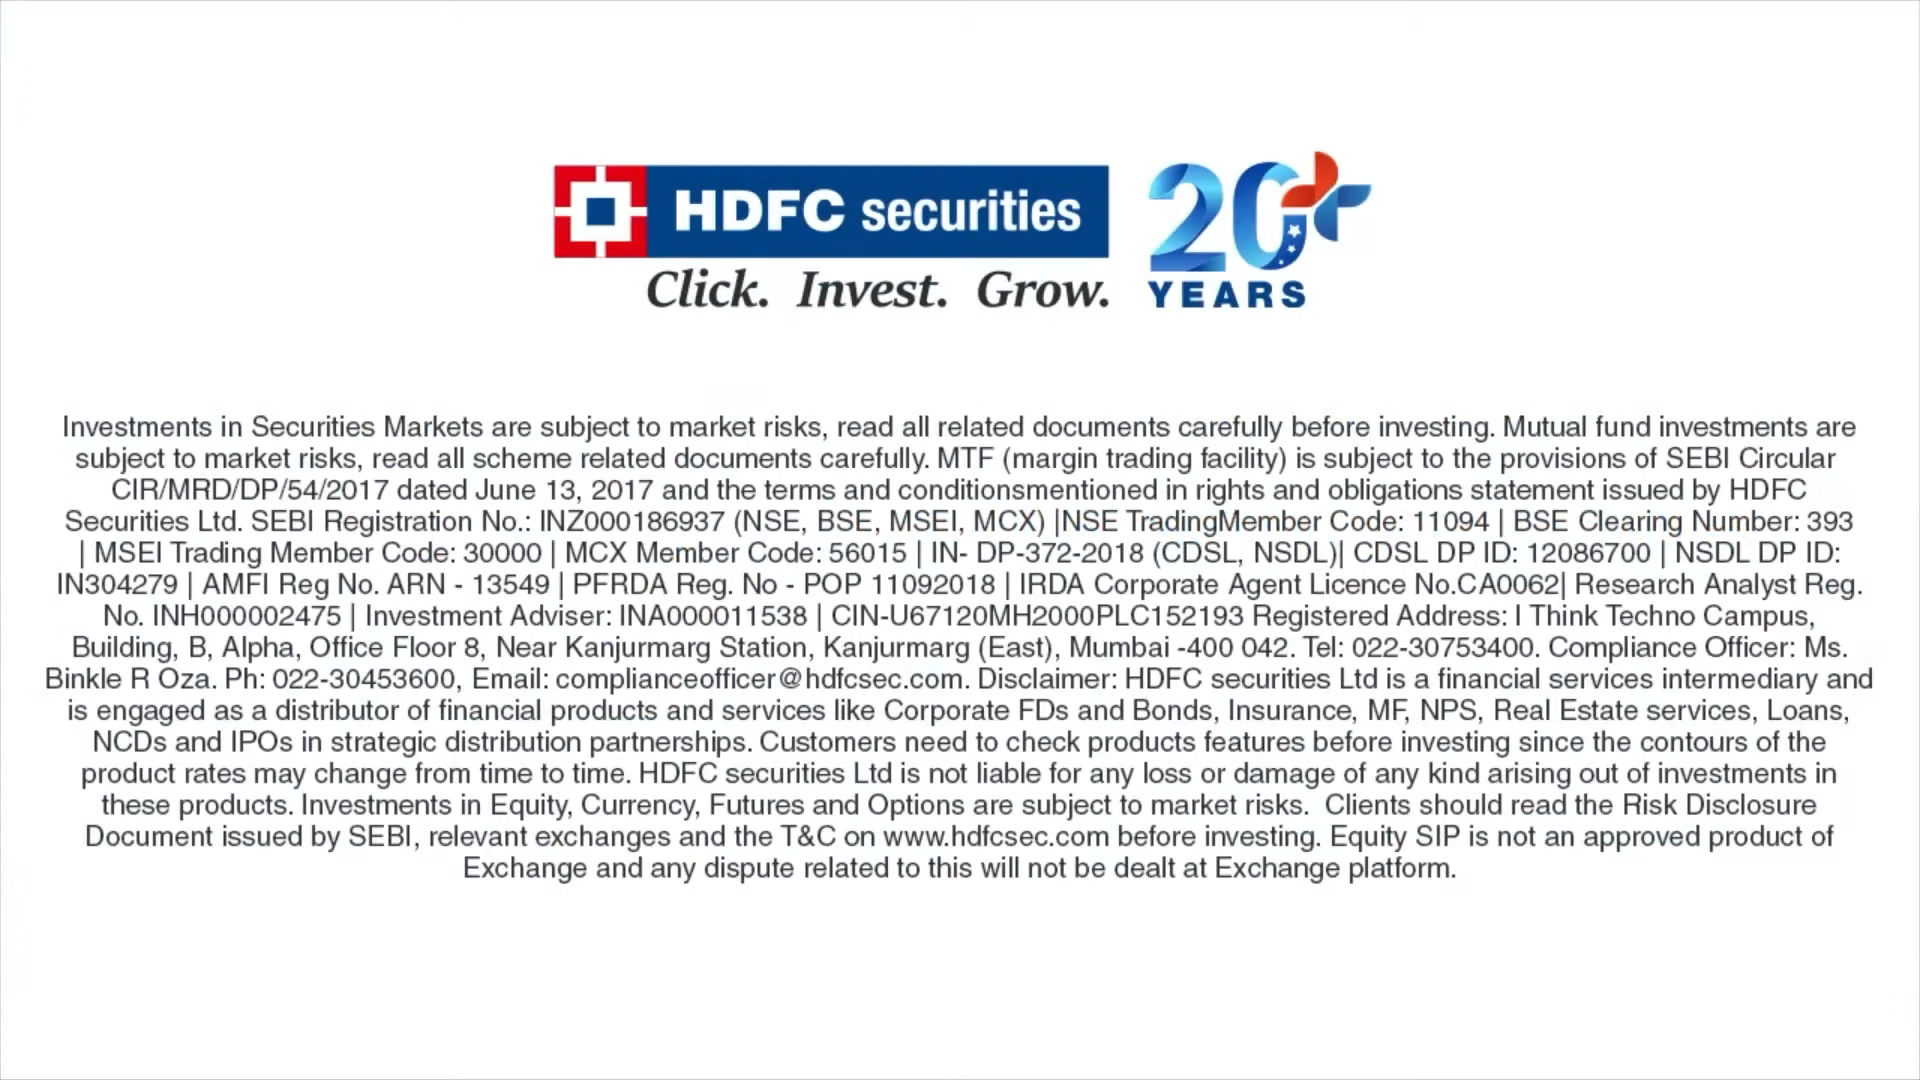 HDFC securities
Click. Invest. Grow.
20+
YEARS
Investments in Securities Markets are subject to market risks, read all related documents carefully before investing. Mutual fund investments are
subject to market risks, read all scheme related documents carefully. MTF (margin trading facility) is subject to the provisions of SEBI Circular
CIR/MRD/DP/54/2017 dated June 13, 2017 and the terms and conditionsmentioned in rights and obligations statement issued by HDFC
Securities Ltd. SEBI Registration No.: INZ000186937 (NSE, BSE, MSEI, MCX) |NSE TradingMember Code: 11094 | BSE Clearing Number: 393
| MSEI Trading Member Code: 30000 | MCX Member Code: 56015 | IN- DP-372-2018 (CDSL, NSDL)| CDSL DP ID: 12086700 | NSDL DP ID:
IN304279 | AMFI Reg No. ARN - 13549 | PFRDA Reg. No - POP 11092018 | IRDA Corporate Agent Licence No.CA0062| Research Analyst Reg.
No. INH000002475 | Investment Adviser: INA000011538 | CIN-U67120MH2000PLC152193 Registered Address: I Think Techno Campus,
Building, B, Alpha, Office Floor 8, Near Kanjurmarg Station, Kanjurmarg (East), Mumbai -400 042. Tel: 022-30753400. Compliance Officer: Ms.
Binkle R Oza. Ph: 022-30453600, Email: complianceofficer@hdfcsec.com. Disclaimer: HDFC securities Ltd is a financial services intermediary and
is engaged as a distributor of financial products and services like Corporate FDs and Bonds, Insurance, MF, NPS, Real Estate services, Loans,
NCDs and IPOs in strategic distribution partnerships. Customers need to check products features before investing since the contours of the
product rates may change from time to time. HDFC securities Ltd is not liable for any loss or damage of any kind arising out of investments in
these products. Investments in Equity, Currency, Futures and Options are subject to market risks.  Clients should read the Risk Disclosure
Document issued by SEBI, relevant exchanges and the T&C on www.hdfcsec.com before investing. Equity SIP is not an approved product of
Exchange and any dispute related to this will not be dealt at Exchange platform.